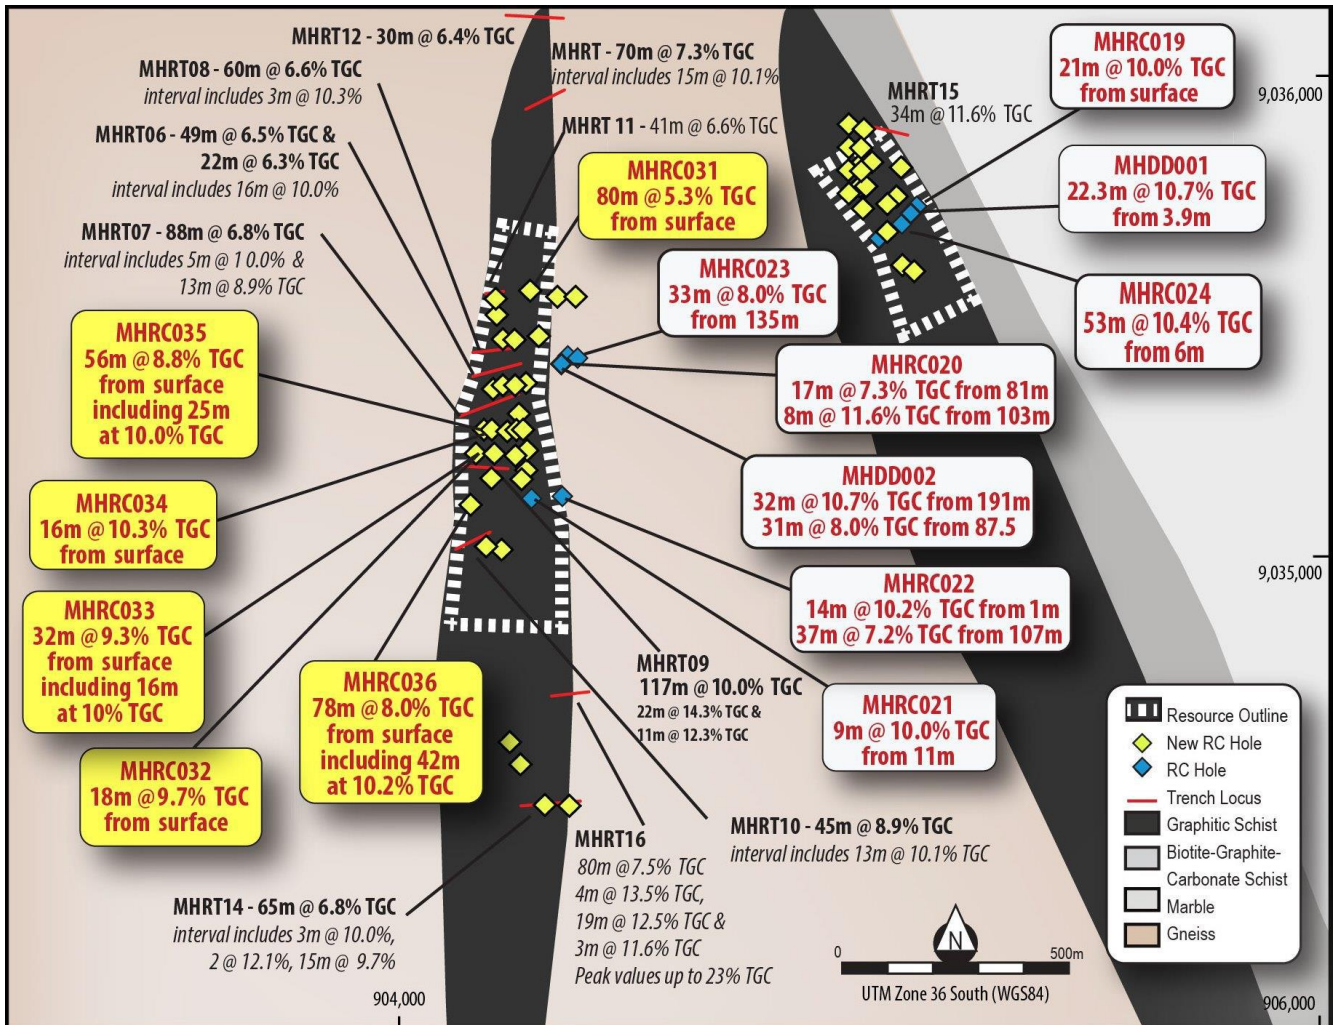 MHRT12 - 30m @ 6.4% TGC
MHRT08 - 60m @ 6.6% TGC
interval includes 3m @ 10.3%
MHRT06 - 49m @ 6.5% TGC &
22m @ 6.3% TGC
interval includes 16m @ 10.0%
MHRT07 - 88m @ 6.8% TGC
interval includes 5m @ 1 0.0% &
13m @ 8.9% TGC
MHRT - 70m @ 7.3% TGC
interval includes 15m @ 10.1%
MHRT 11 - 41m @ 6.6% TGC
MHRC031
80m @ 5.3% TGC
from surface
MHRT15
34m @ 11.6% TGC
MHRC019
21m @ 10.0% TGC
from surface
9,036,000
MHDD001
22.3m @ 10.7% TGC
from 3.9m
MHRC024
53m @ 10.4% TGC
from 6m
MHRC023
33m @ 8.0% TGC
from 135m
MHRC020
17m @ 7.3% TGC from 81m
8m @ 11.6% TGC from 103m
MHDD002
32m @ 10.7% TGC from 191m
31m @ 8.0% TGC from 87.5
MHRC022
14m @ 10.2% TGC from 1m
37m @ 7.2% TGC from 107m
MHRC021
9m @ 10.0% TGC
from 11m
9,035,000
MHRC035
56m @ 8.8% TGC
from surface
including 25m
at 10.0% TGC
MHRC034
16m @ 10.3% TGC
from surface
MHRC033
32m @ 9.3% TGC
from surface
including 16m
at 10% TGC
MHRC032
18m @ 9.7% TGC
from surface
MHRC036
78m @ 8.0% TGC
from surface
including 42m
at 10.2% TGC
MHRT09
117m @ 10.0% TGC
22m @ 14.3% TGC &
11m @ 12.3% TGC
MHRT10 - 45m @ 8.9% TGC
interval includes 13m @ 10.1% TGC
MHRT16
80m @ 7.5% TGC
4m @ 13.5% TGC,
19m @ 12.5% TGC &
3m @ 11.6% TGC
Peak values up to 23% TGC
MHRT14 - 65m @ 6.8% TGC
interval includes 3m @ 10.0%,
2 @ 12.1%, 15m @ 9.7%
Resource Outline
New RC Hole
RC Hole
Trench Locus
Graphitic Schist
Biotite-Graphite-
Carbonate Schist
Marble
Gneiss
N
0
500m
UTM Zone 36 South (WGS84)
904,000
906,000